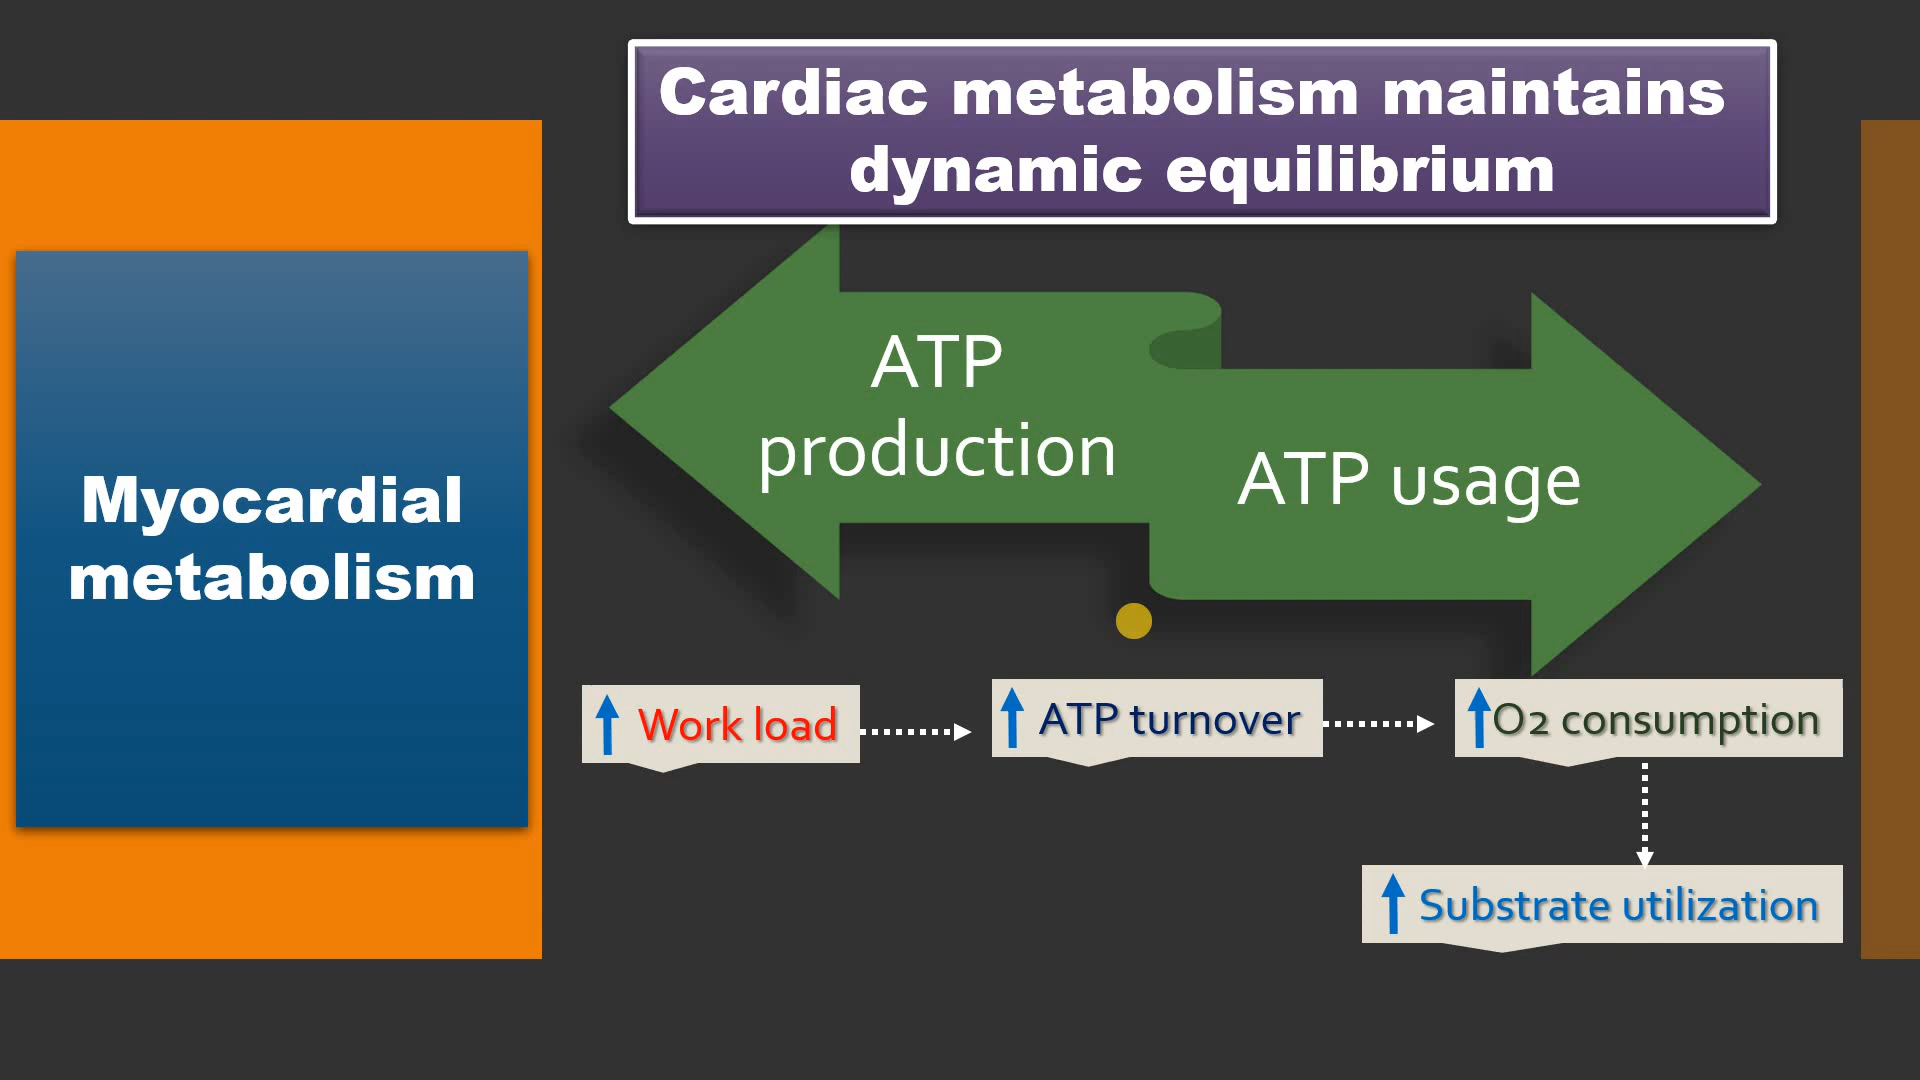 Cardiac metabolism maintains
dynamic equilibrium
Myocardial
metabolism
ATP
production
ATP usage
Work load
ATP turnover
O2 consumption
Substrate utilization